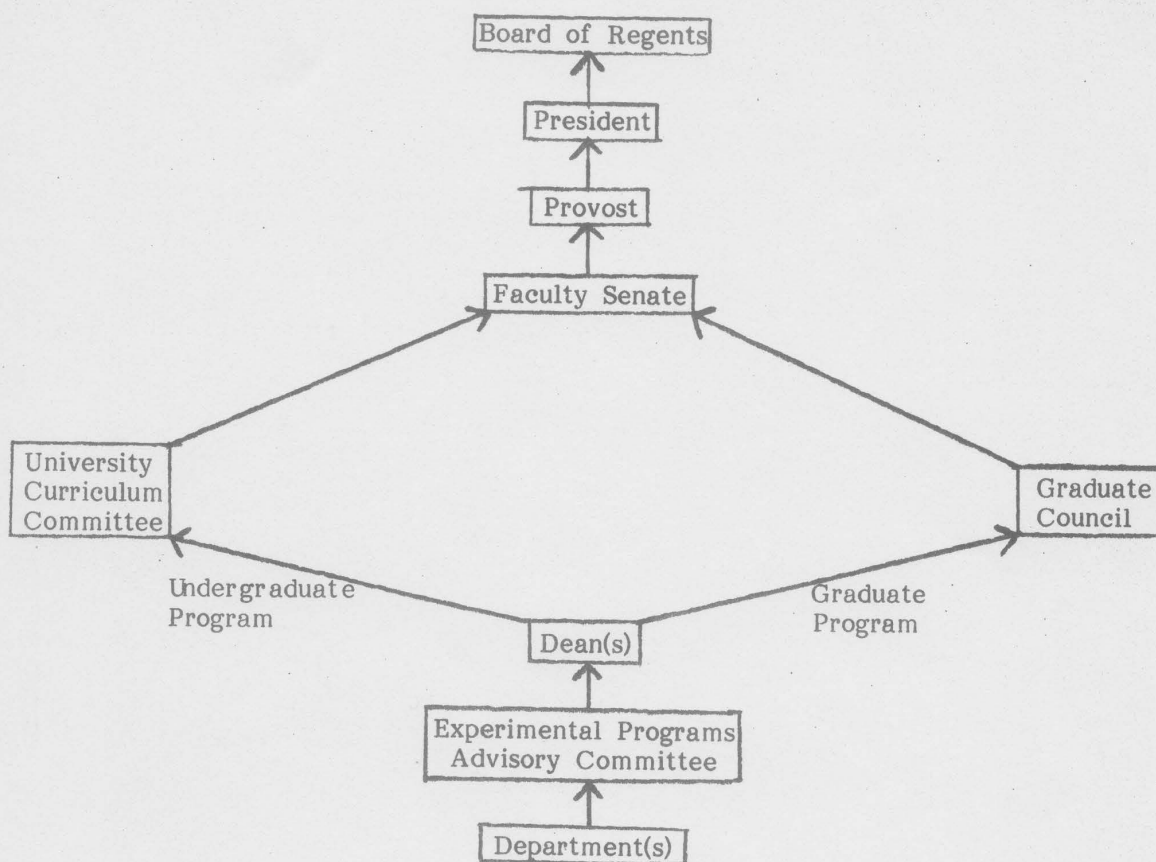 Board of Regents
President
Provost
Faculty Senate
University
Curriculum
Committee
Graduate
Council
Undergraduate
Program
Graduate
Program
Dean(s)
Experimental Programs
Advisory Committee
Department(s)